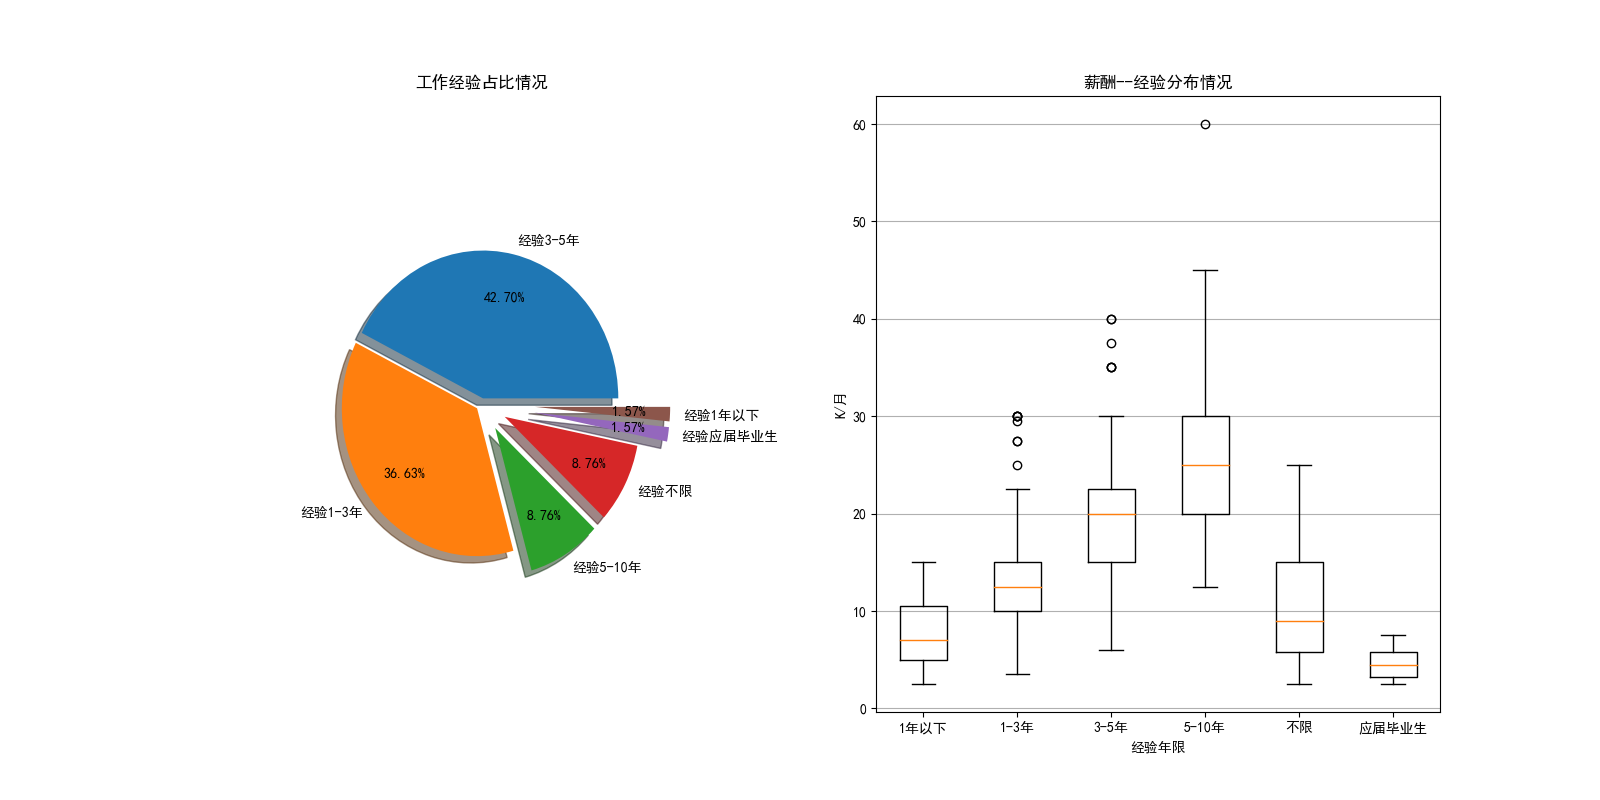 工作经验占比情况
经验3-5年
42.70%
36.63%
经验1-3年
8.76%
经验5-10年
8.76%
经验不限
1.57%
经验应届毕业生
1.57%
经验1年以下
薪酬--经验分布情况
60
50
40
30
20
10
0
K/月
1年以下
1-3年
3-5年
5-10年
不限
应届毕业生
经验年限